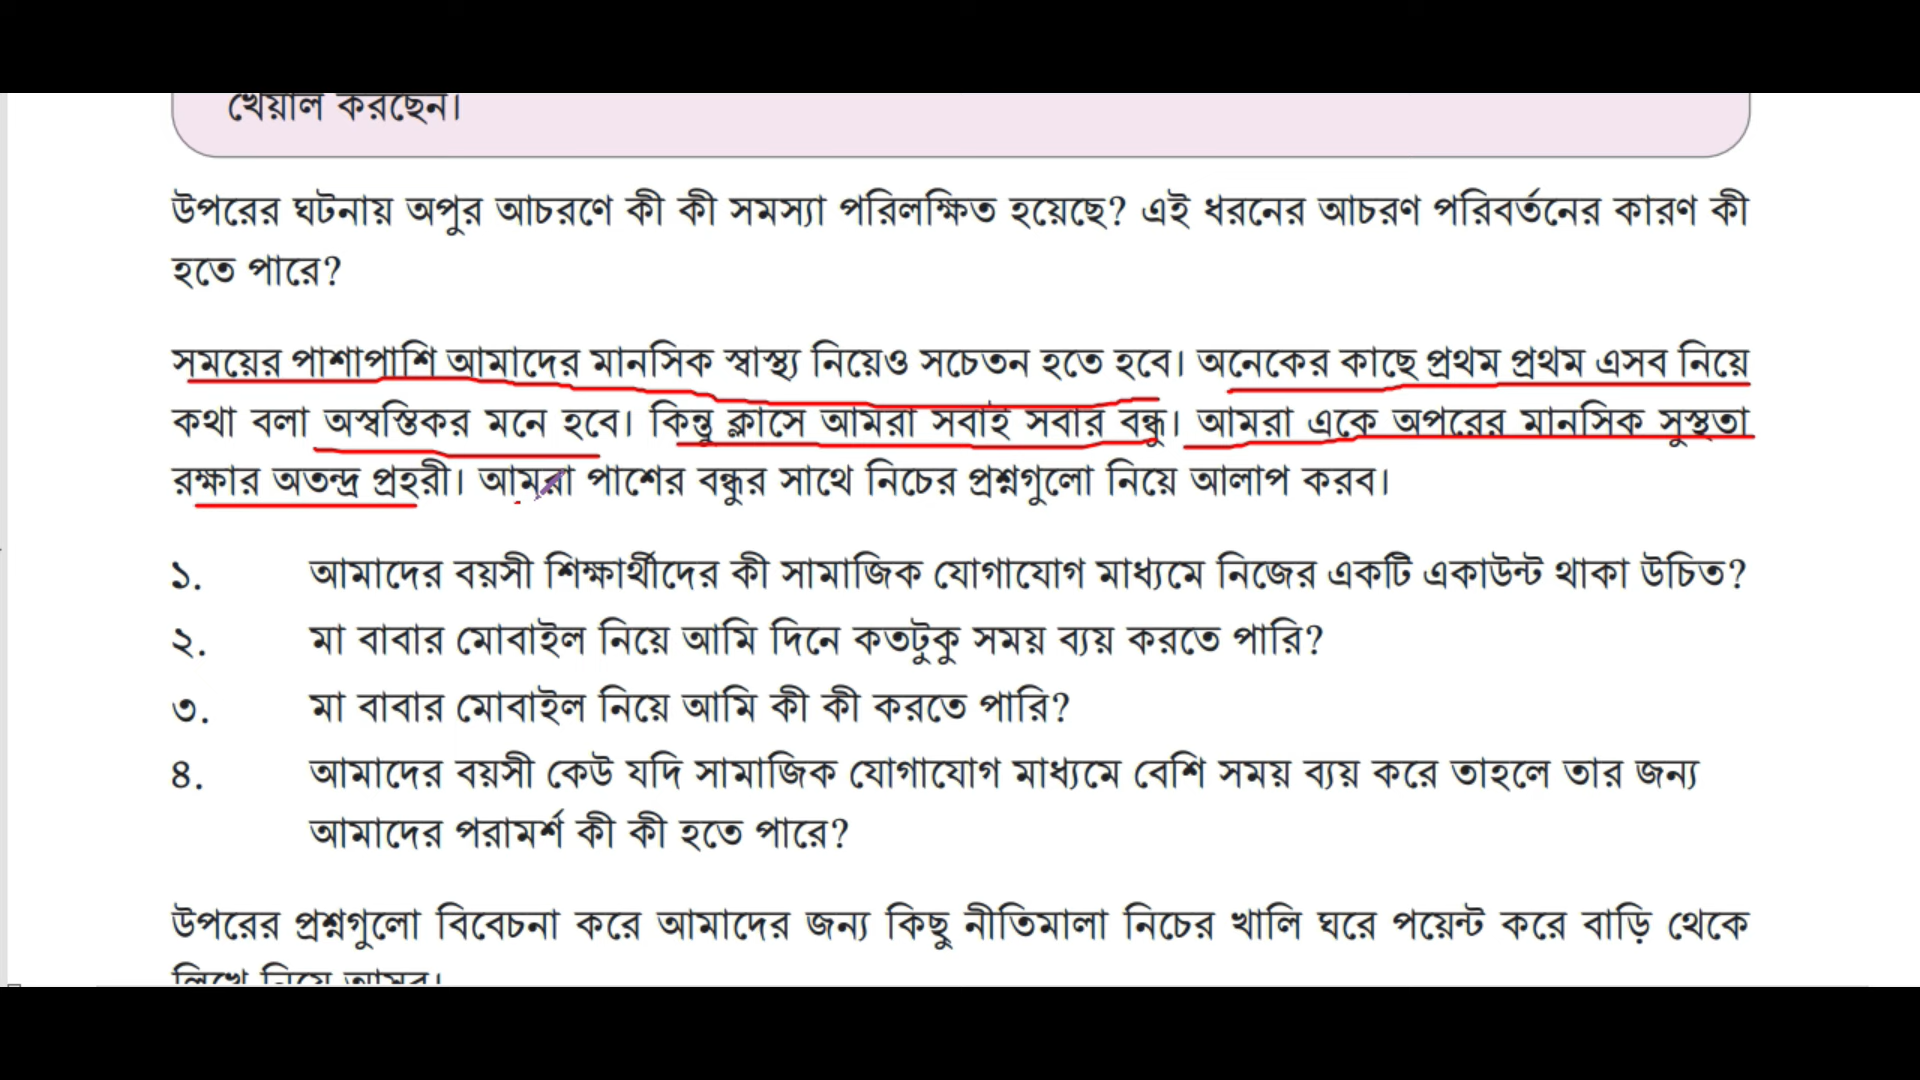 খেয়াল করছেন।
উপরের ঘটনায় অপুর আচরণে কী কী সমস্যা পরিলক্ষিত হয়েছে? এই ধরনের আচরণ পরিবর্তনের কারণ কী
হতে পারে?
সময়ের পাশাপাশি আমাদের মানসিক স্বাস্থ্য নিয়েও সচেতন হতে হবে। অনেকের কাছে প্রথম প্রথম এসব নিয়ে
কথা বলা অস্বস্তিকর মনে হবে। কিন্তু ক্লাসে আমরা সবাই সবার বন্ধু। আমরা একে অপরের মানসিক সুস্থতা
রক্ষার অতন্দ্র প্রহরী। আমরা পাশের বন্ধুর সাথে নিচের প্রশ্নগুলো নিয়ে আলাপ করব।
১. আমাদের বয়সী শিক্ষার্থীদের কী সামাজিক যোগাযোগ মাধ্যমে নিজের একটি একাউন্ট থাকা উচিত?
২. মা বাবার মোবাইল নিয়ে আমি দিনে কতটুকু সময় ব্যয় করতে পারি?
৩. মা বাবার মোবাইল নিয়ে আমি কী কী করতে পারি?
৪. আমাদের বয়সী কেউ যদি সামাজিক যোগাযোগ মাধ্যমে বেশি সময় ব্যয় করে তাহলে তার জন্য
আমাদের পরামর্শ কী কী হতে পারে?
উপরের প্রশ্নগুলো বিবেচনা করে আমাদের জন্য কিছু নীতিমালা নিচের খালি ঘরে পয়েন্ট করে বাড়ি থেকে
লিখে নিয়ে আসব।